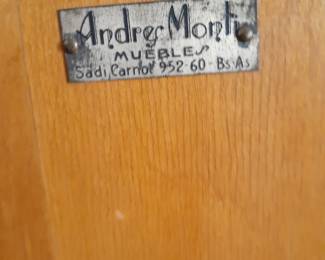 Andres Monti
MUEBLES
Sadi Carnot 952-60-Bs.As